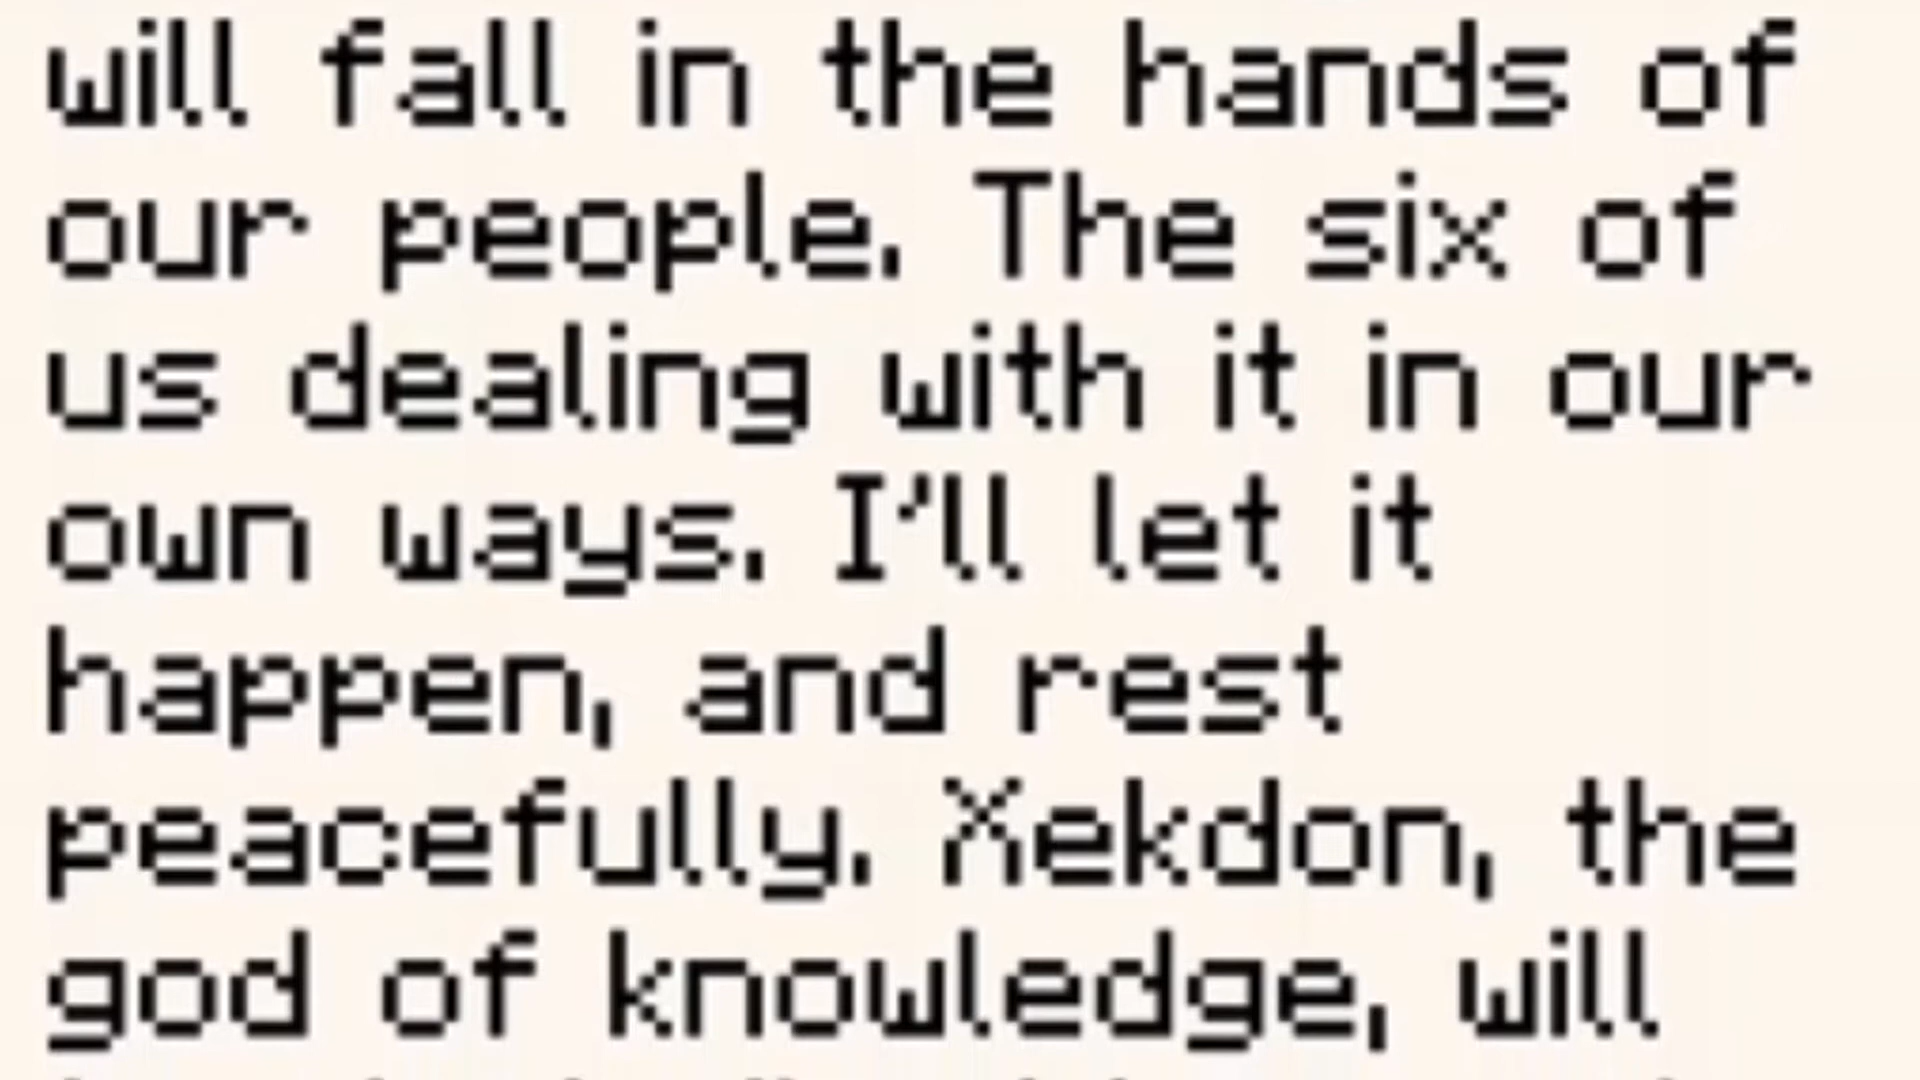 will fall in the hands of
our people. The six of
us dealing with it in our
own ways. I'll let it
happen, and rest
peacefully. Xekdon, the
god of knowledge, will